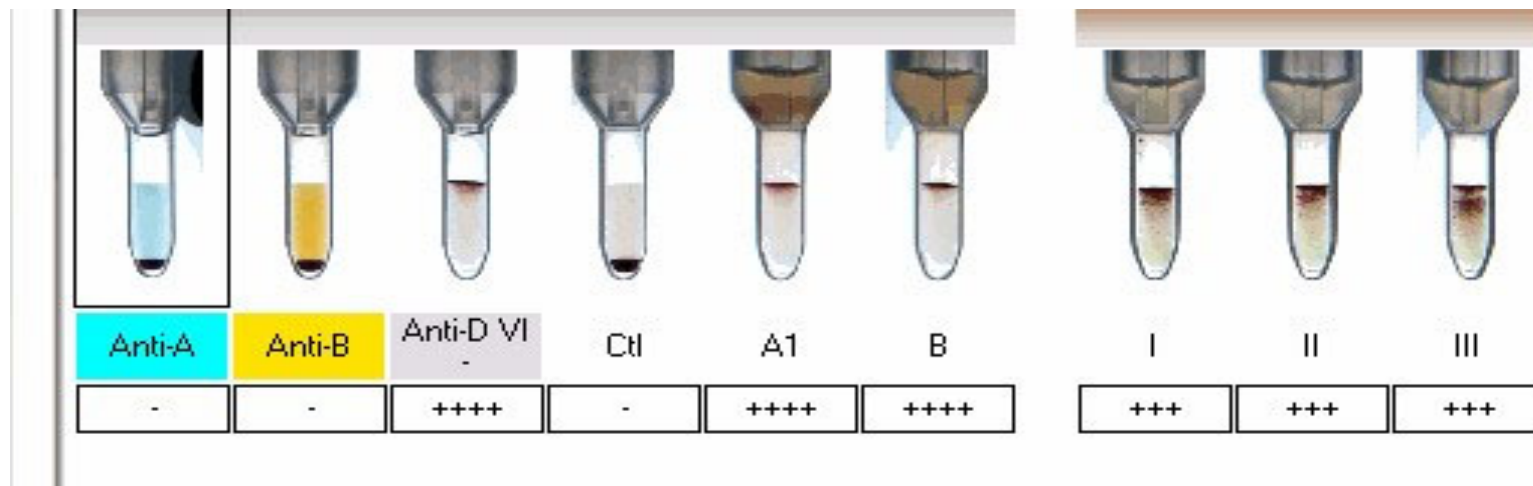 Anti-A Anti-B Anti-D VI - Ctl A1 B I II III
- - ++++ - ++++ ++++ +++ +++ +++